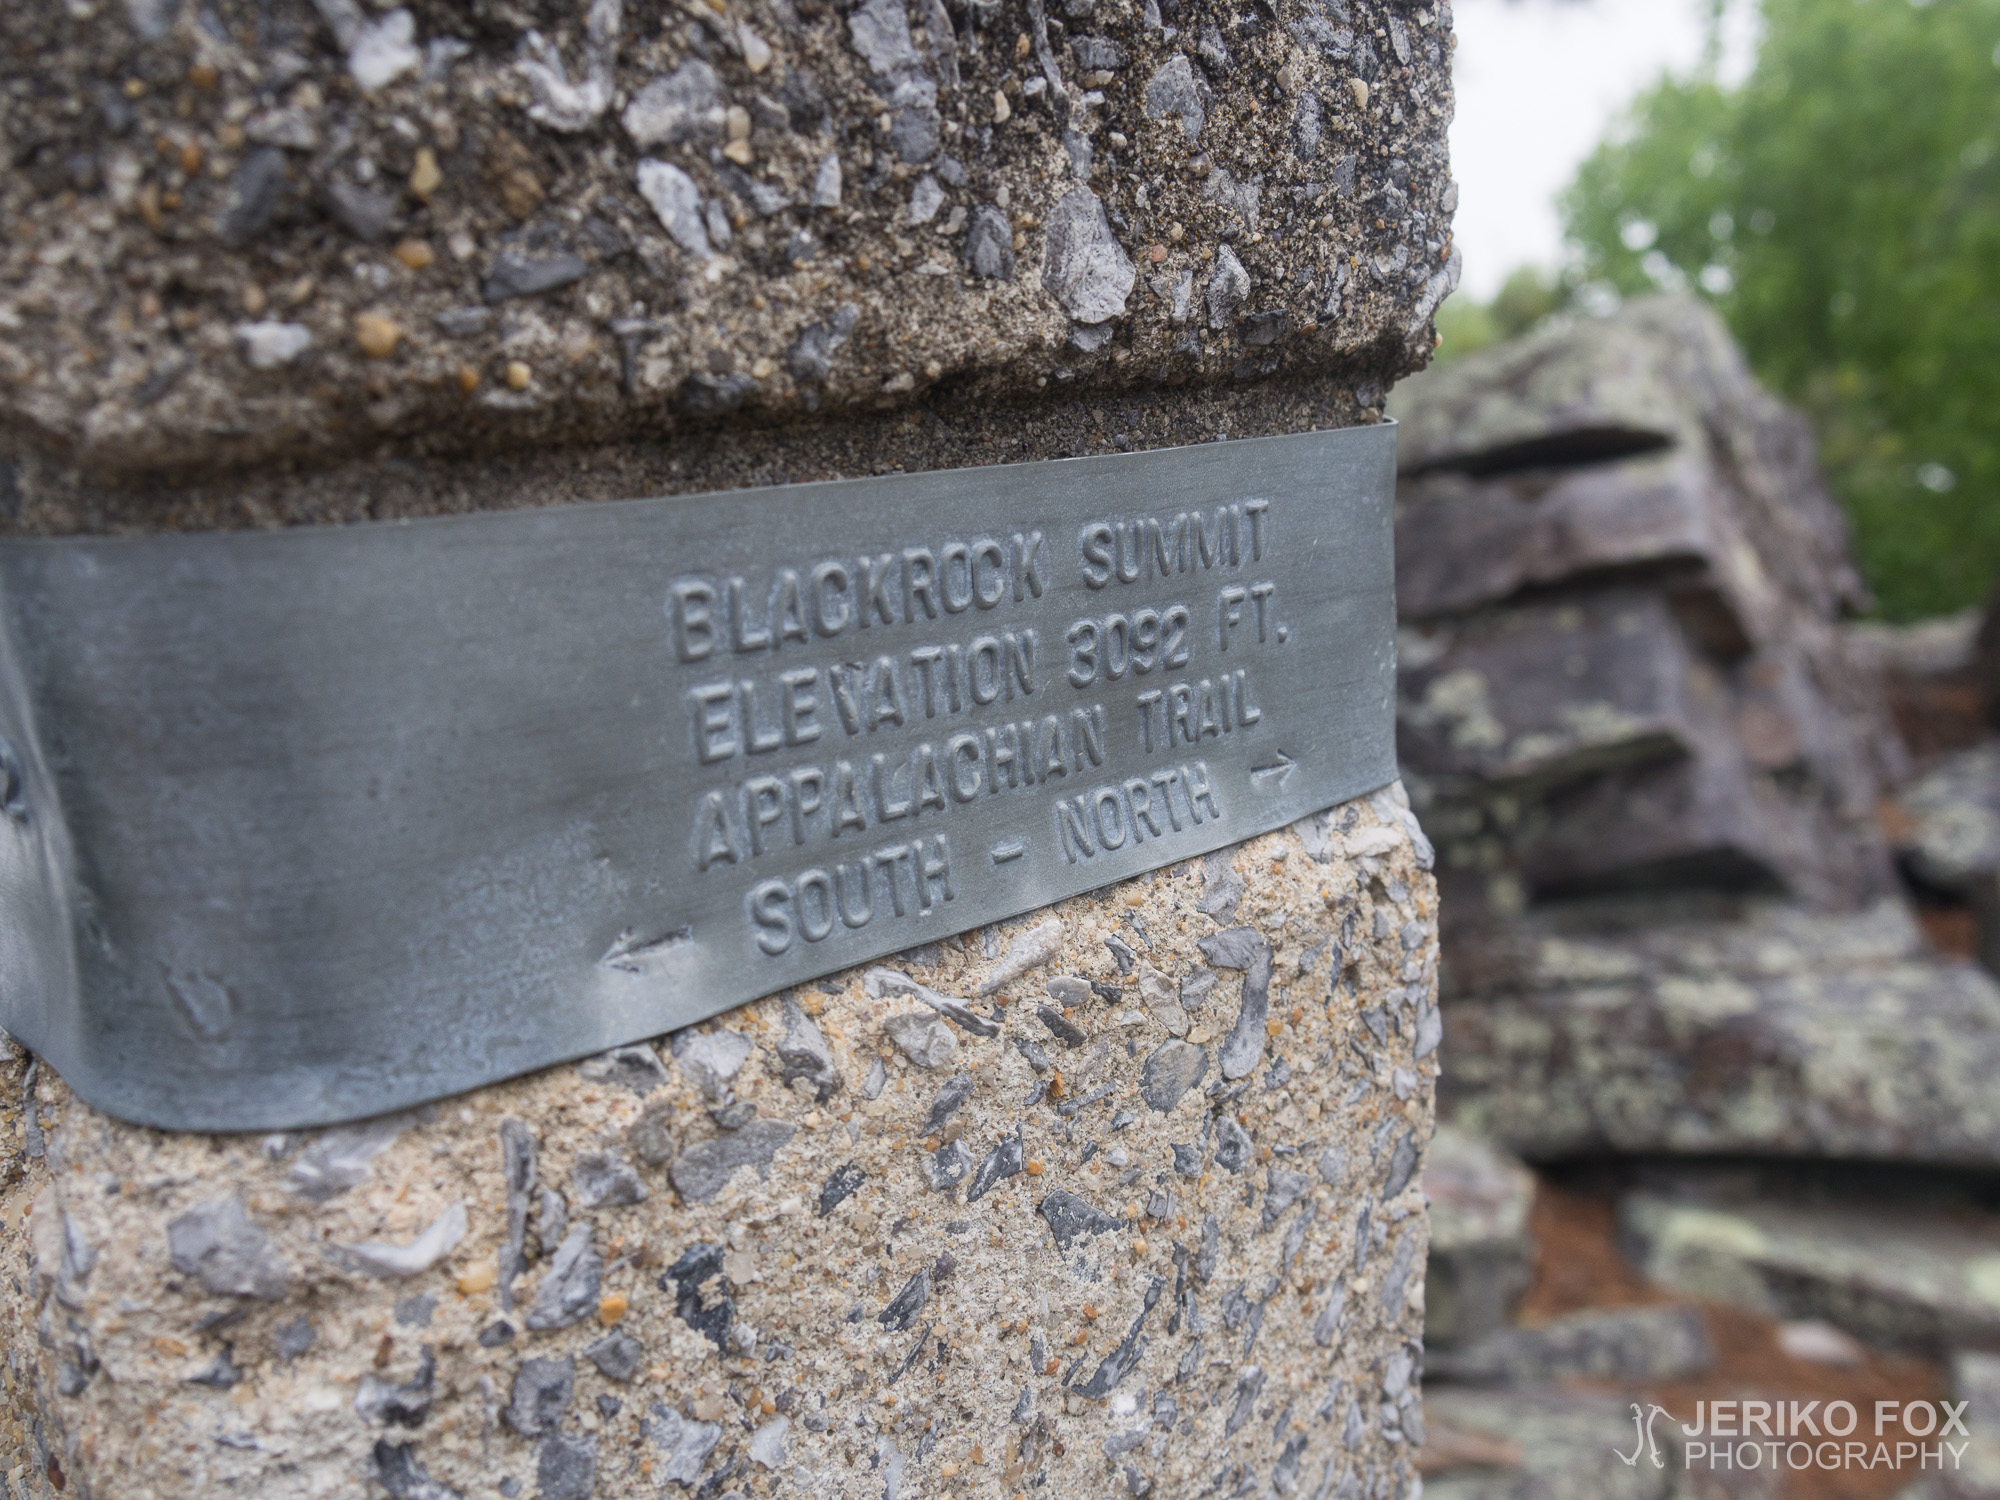 BLACKROCK SUMMIT
ELEVATION 3092 FT.
APPALACHIAN TRAIL
← SOUTH - NORTH →
JERIKO FOX
PHOTOGRAPHY